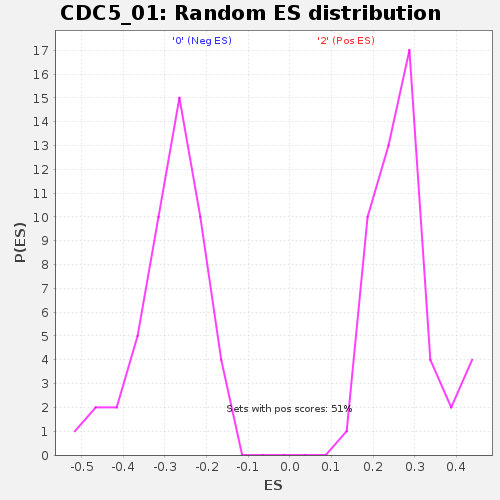 CDC5_01: Random ES distribution
'0' (Neg ES)
'2' (Pos ES)
17
16
15
14
13
12
11
10
9
8
7
6
5
4
3
2
1
0
P(ES)
Sets with pos scores: 51%
-0.5 -0.4 -0.3 -0.2 -0.1 0.0 0.1 0.2 0.3 0.4
ES